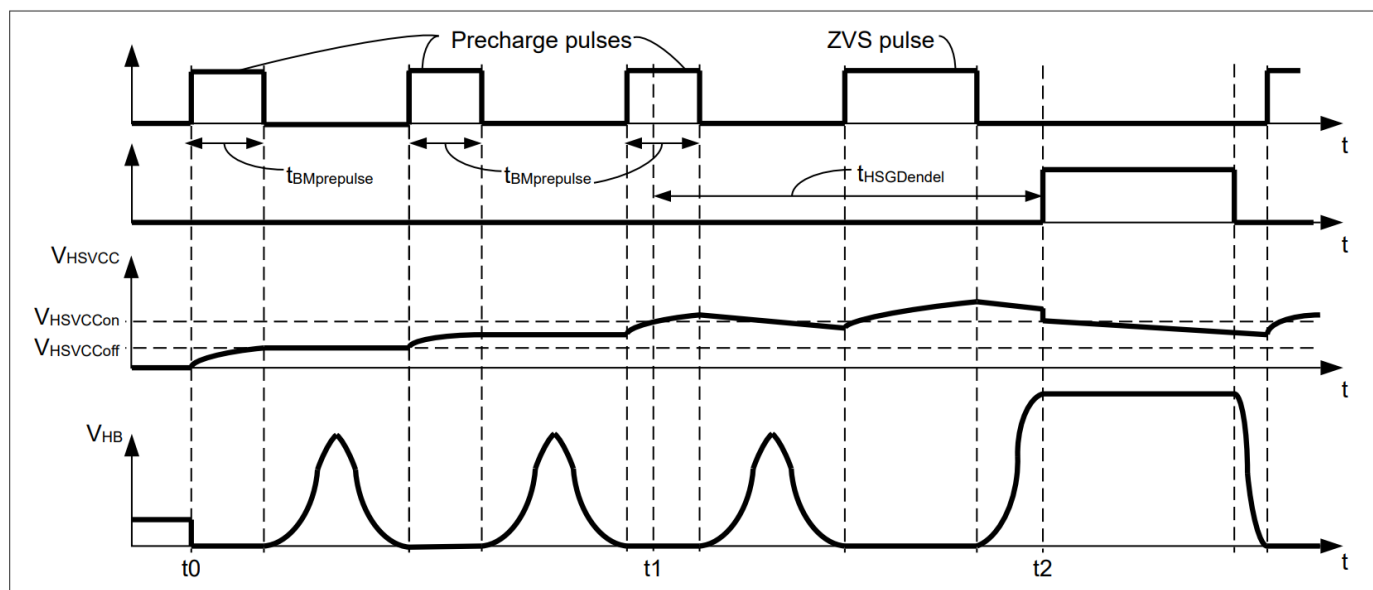 Precharge pulses
ZVS pulse
t
tBMprepulse
tBMprepulse
tHSGDendel
t
VHSVCC
VHSVCCon
VHSVCCoff
t
VHB
t
t0
t1
t2